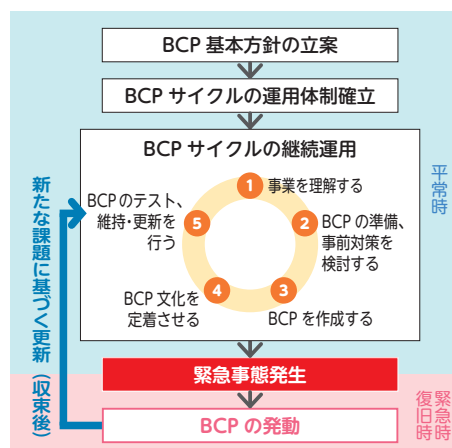 BCP 基本方針の立案
BCP サイクルの運用体制確立
BCP サイクルの継続運用
1 事業を理解する
2 BCP の準備、
事前対策を
検討する
3 BCP を作成する
4 BCP 文化を
定着させる
5 BCPのテスト、
維持・更新を
行う
緊急事態発生
BCP の発動
新たな課題に基づく更新（収束後）
平常時
緊急時
復旧時